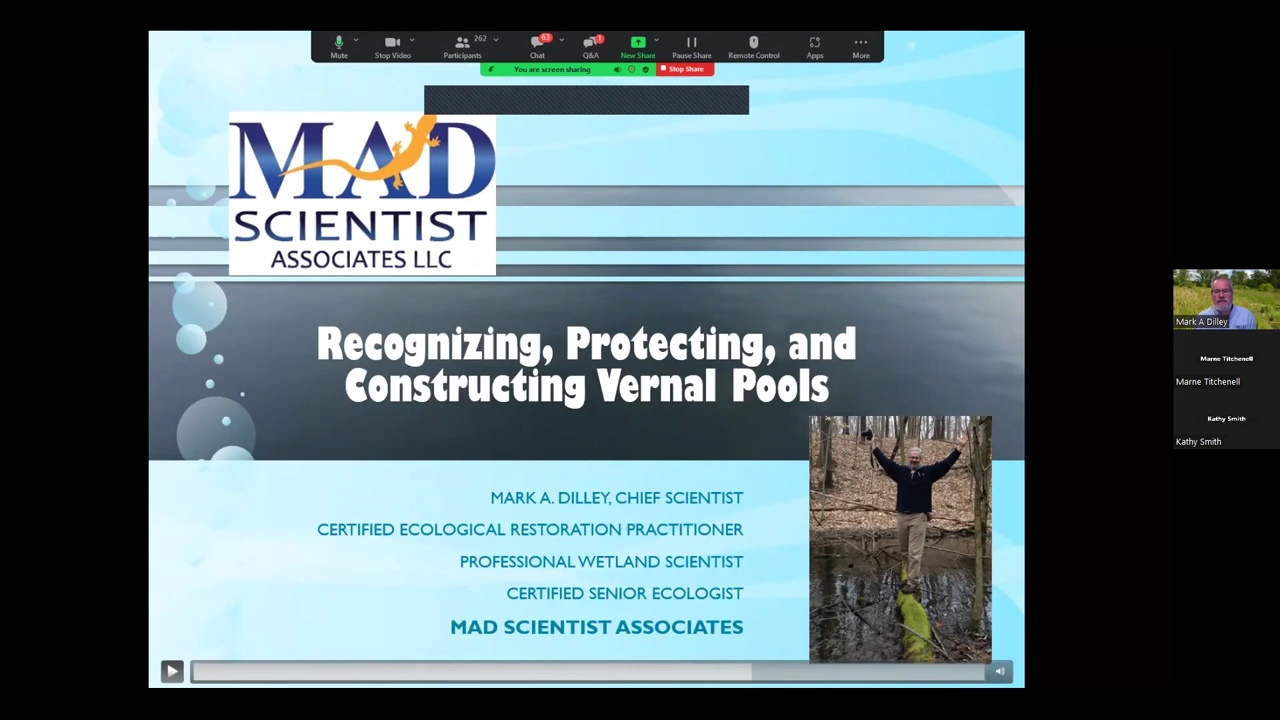 Mute
Stop Video
Participants
262
Chat
63
Q&A
1
New Share
Pause Share
Remote Control
Apps
More
You are screen sharing
Stop Share
MAD
SCIENTIST
ASSOCIATES LLC
Recognizing, Protecting, and
Constructing Vernal Pools
MARK A. DILLEY, CHIEF SCIENTIST
CERTIFIED ECOLOGICAL RESTORATION PRACTITIONER
PROFESSIONAL WETLAND SCIENTIST
CERTIFIED SENIOR ECOLOGIST
MAD SCIENTIST ASSOCIATES
Mark A Dilley
Marne Titchenell
Marne Titchenell
Kathy Smith
Kathy Smith